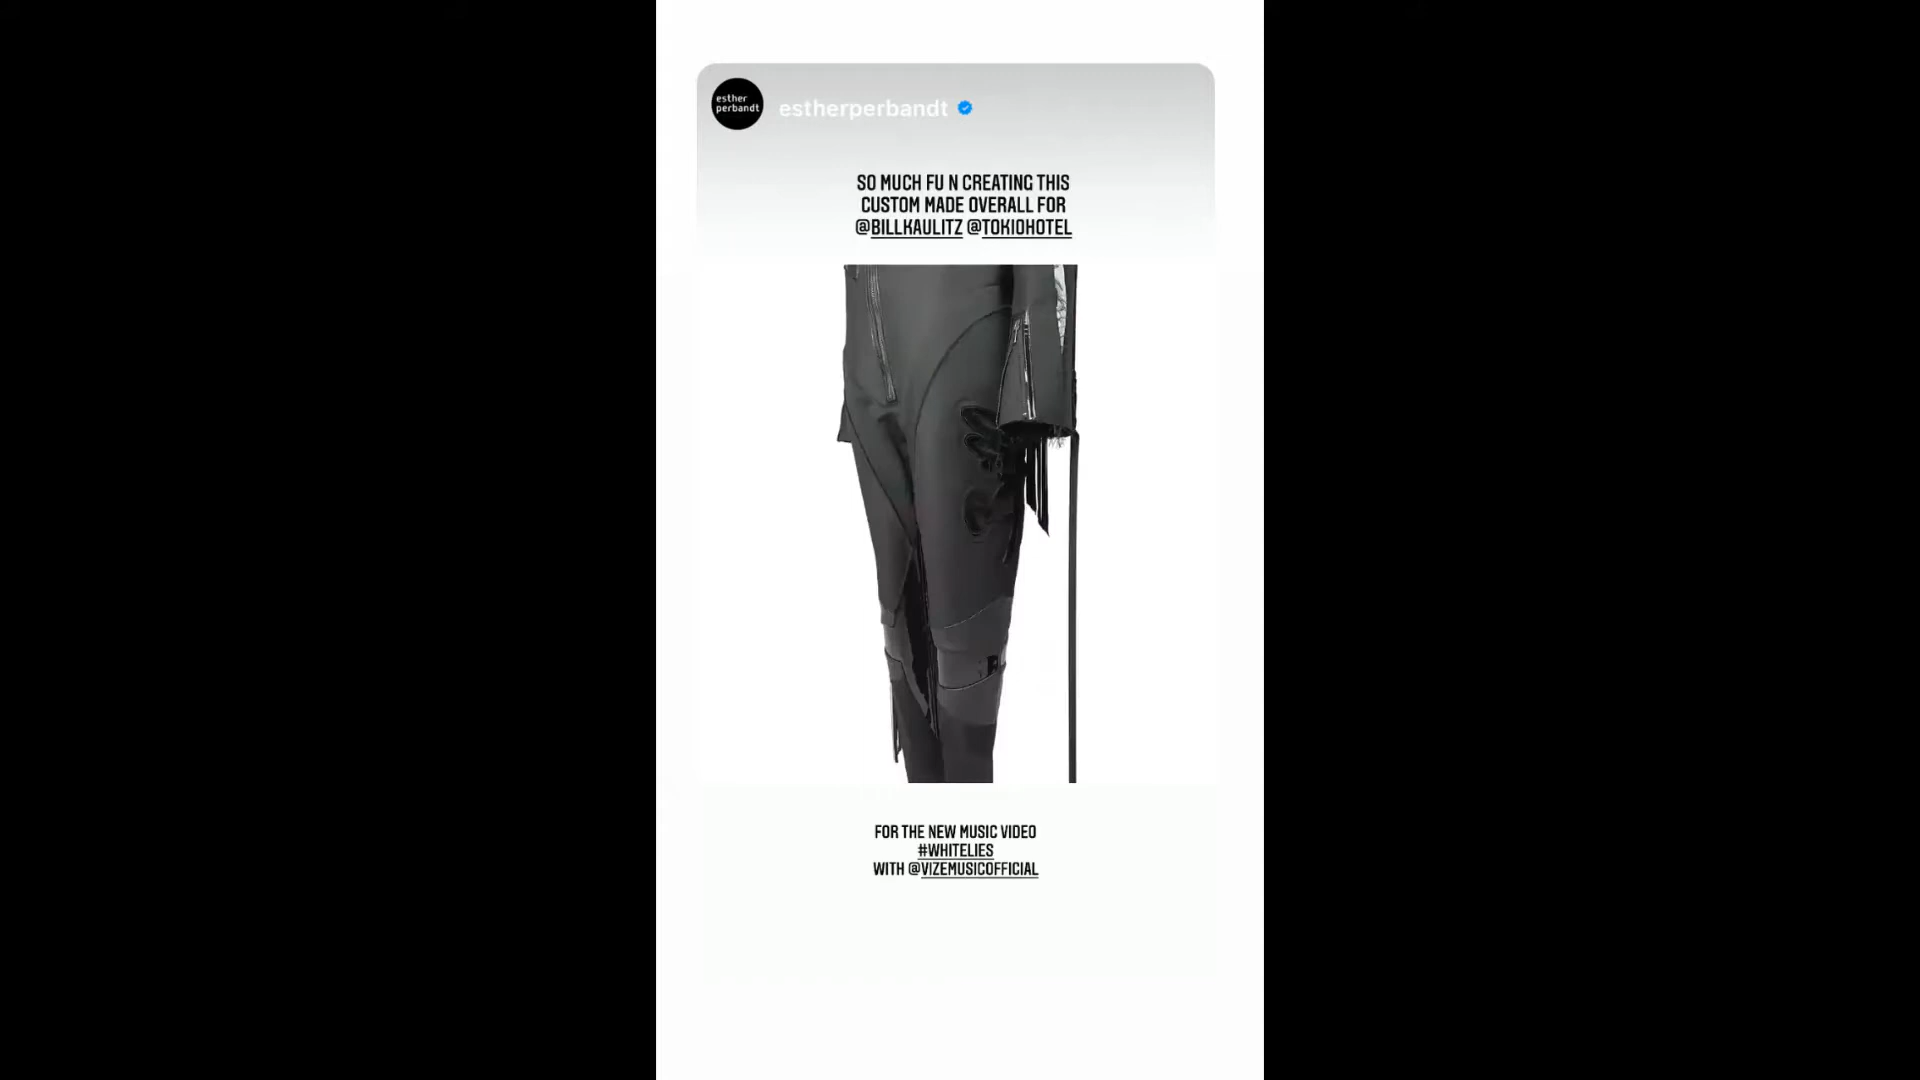 esther
perbandt
estherperbandt
SO MUCH FU N CREATING THIS
CUSTOM MADE OVERALL FOR
@BILLKAULITZ @TOKIOHOTEL
FOR THE NEW MUSIC VIDEO
#WHITELIES
WITH @VIZEMUSICOFFICIAL